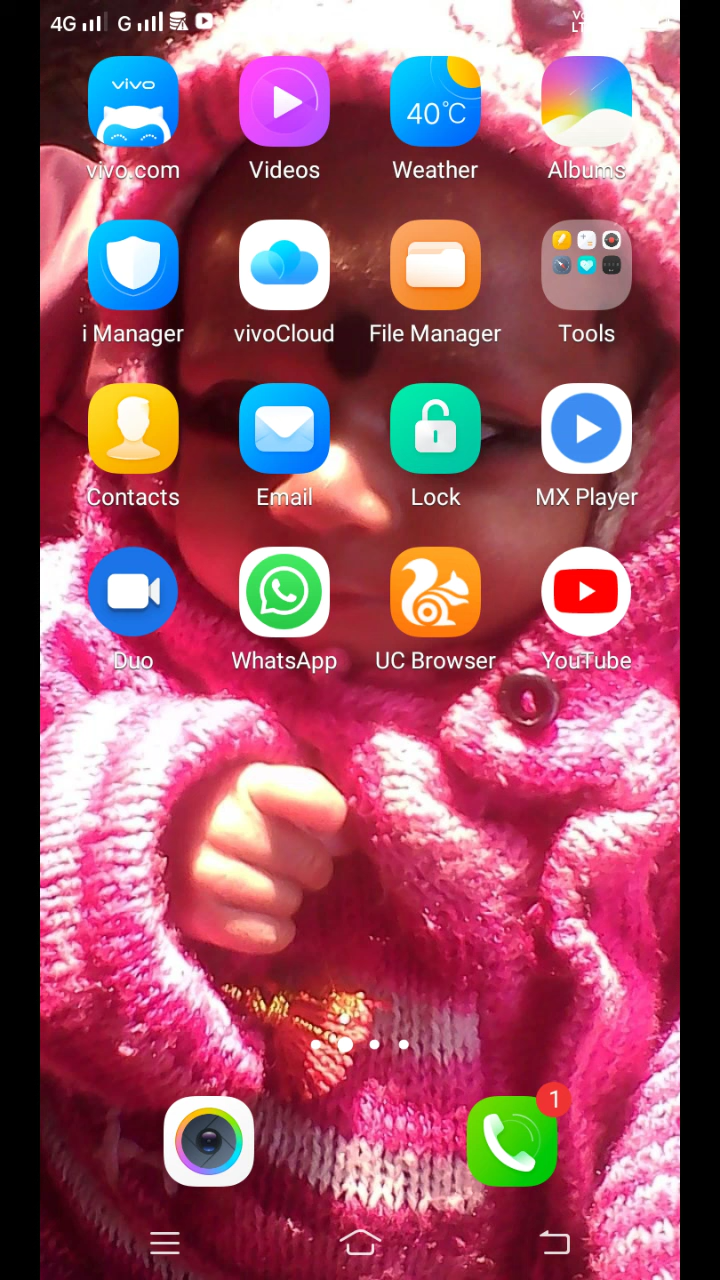 4G G
vivo
40°C
vivo.com Videos Weather Albums
i Manager vivoCloud File Manager Tools
Contacts Email Lock MX Player
Duo WhatsApp UC Browser YouTube
1